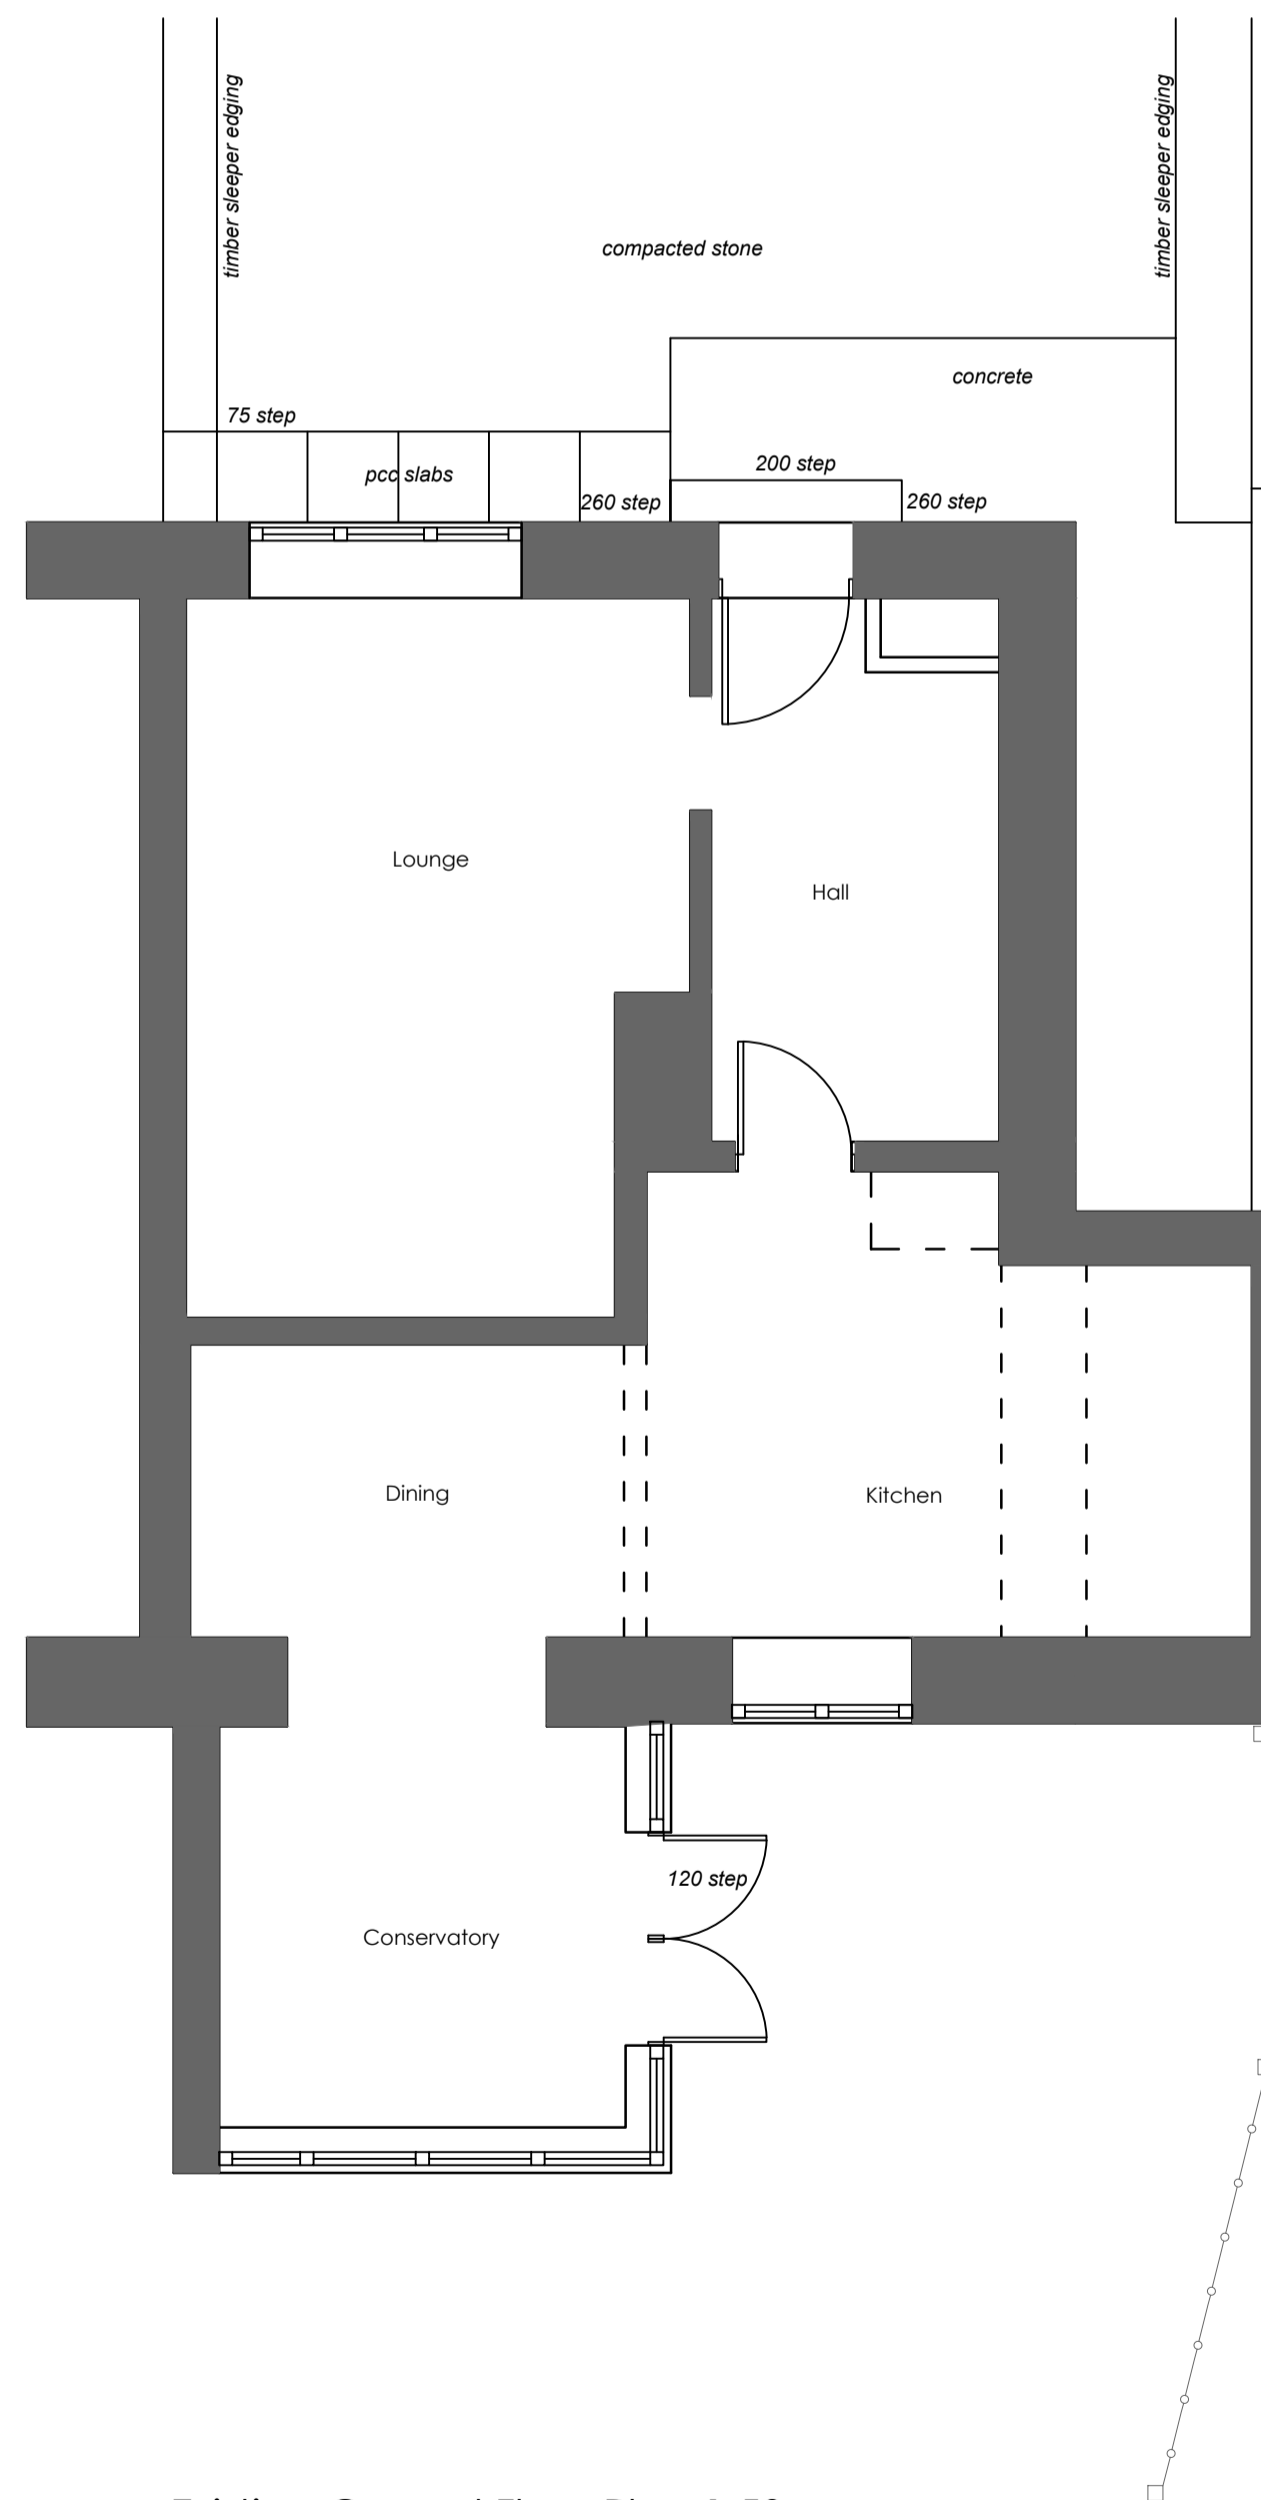 timber sleeper edging
timber sleeper edging
compacted stone
concrete
75 step
200 step
pcc slabs
260 step
260 step
Lounge
Hall
Dining
Kitchen
120 step
Conservatory